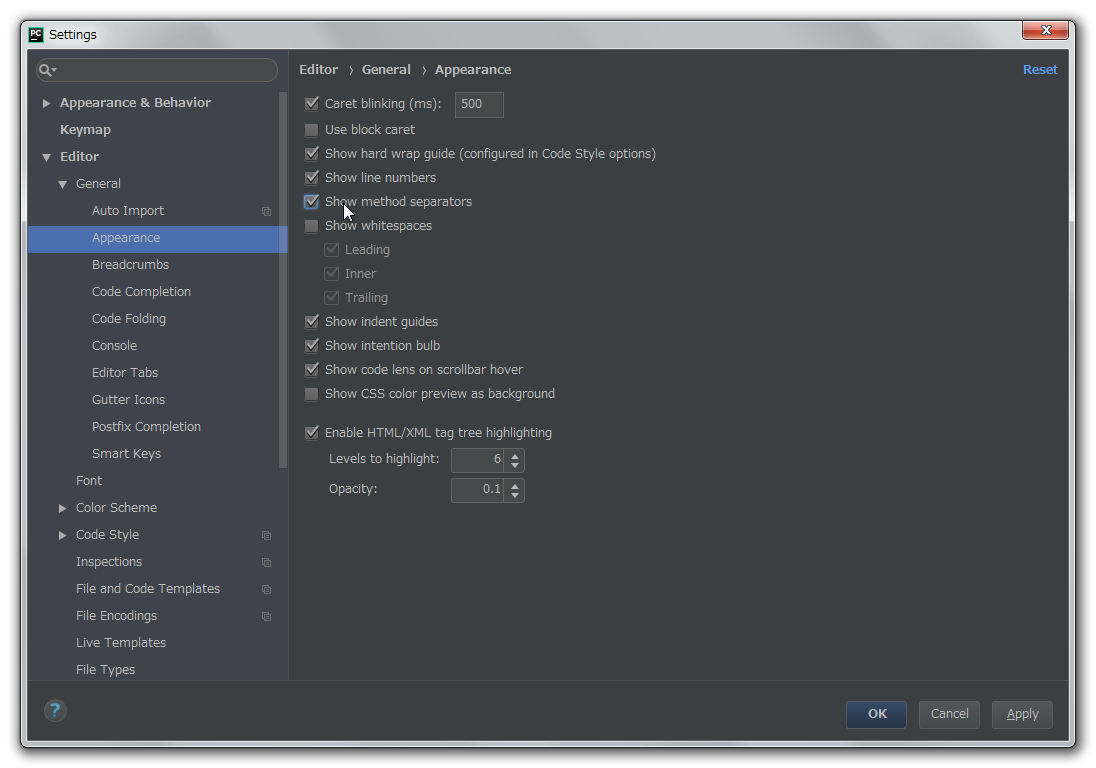 PC Settings
Editor › General › Appearance Reset
Appearance & Behavior
Keymap
Editor
General
Auto Import
Appearance
Breadcrumbs
Code Completion
Code Folding
Console
Editor Tabs
Gutter Icons
Postfix Completion
Smart Keys
Font
Color Scheme
Code Style
Inspections
File and Code Templates
File Encodings
Live Templates
File Types
Caret blinking (ms): 500
Use block caret
Show hard wrap guide (configured in Code Style options)
Show line numbers
Show method separators
Show whitespaces
Leading
Inner
Trailing
Show indent guides
Show intention bulb
Show code lens on scrollbar hover
Show CSS color preview as background
Enable HTML/XML tag tree highlighting
Levels to highlight: 6
Opacity: 0.1
? OK Cancel Apply